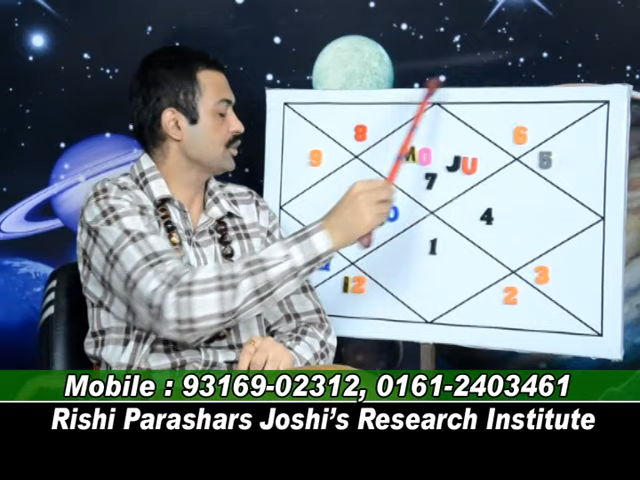 8
6
9
MO
JU
5
7
0
4
1
12
3
2
Mobile : 93169-02312, 0161-2403461
Rishi Parashars Joshi's Research Institute